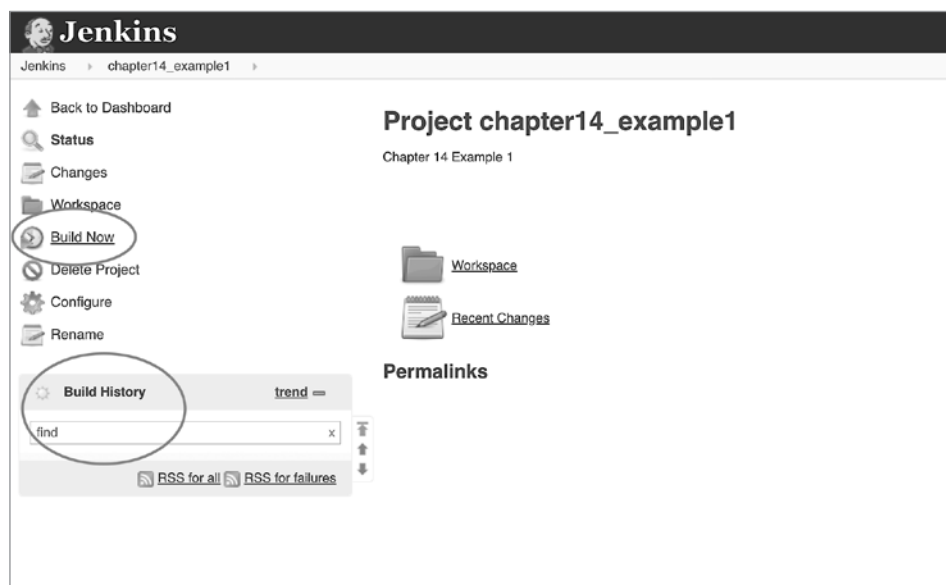 Jenkins
Jenkins chapter14_example1
Back to Dashboard
Status
Changes
Workspace
Build Now
Delete Project
Configure
Rename
Build History trend
find x
RSS for all RSS for failures
Project chapter14_example1
Chapter 14 Example 1
Workspace
Recent Changes
Permalinks